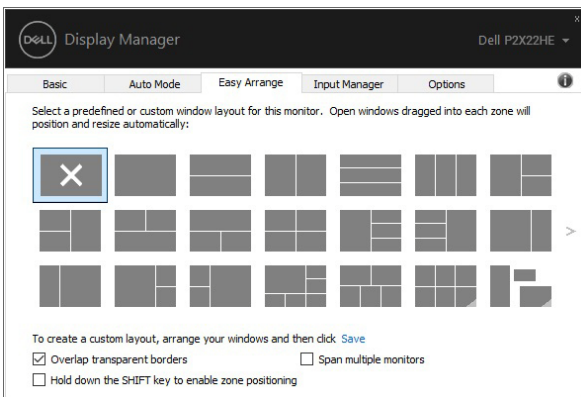 DELL Display Manager
Dell P2X22HE
Basic Auto Mode Easy Arrange Input Manager Options
Select a predefined or custom window layout for this monitor. Open windows dragged into each zone will
position and resize automatically:
To create a custom layout, arrange your windows and then click Save
Overlap transparent borders
Span multiple monitors
Hold down the SHIFT key to enable zone positioning